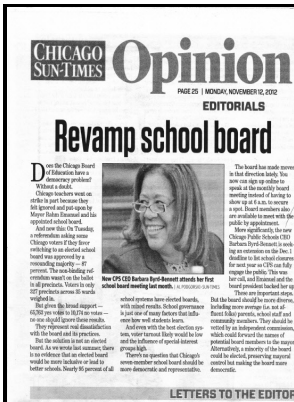 CHICAGO
SUN-TIMES
Opinion
PAGE 25 | MONDAY, NOVEMBER 12, 2012
EDITORIALS
Revamp school board
Does the Chicago Board
of Education have a
democracy problem?
Without a doubt.
Chicago teachers went on
strike in part because they
felt ignored and put-upon by
Mayor Rahm Emanuel and his
appointed school board.
And now this: On Tuesday,
a referendum asking some
Chicago voters if they favor
switching to an elected school
board was approved by a
resounding majority — 87
percent. The non-binding ref-
erendum wasn't on the ballot
in all precincts. Voters in only
327 precincts across 35 wards
weighed in.
But given the broad support —
65,763 yes votes to 10,174 no votes —
no one should ignore these results.
They represent real dissatisfaction
with the board and its practices.
But the solution is not an elected
board. As we wrote last summer, there
is no evidence that an elected board
would be more inclusive or lead to
better schools. Nearly 95 percent of all
New CPS CEO Barbara Byrd-Bennett attends her first
school board meeting last month. | AL PODGORSKI~SUN-TIMES
school systems have elected boards,
with mixed results. School governance
is just one of many factors that influ-
ence how well students learn.
And even with the best election sys-
tem, voter turnout likely would be low
and the influence of special-interest
groups high.
There's no question that Chicago's
seven-member school board should be
more democratic and representative.
The board has made moves
in that direction lately. You
now can sign up online to
speak at the monthly board
meeting instead of having to
show up at 6 a.m. to secure
a spot. Board members also
are available to meet with the
public by appointment.
More significantly, the new
Chicago Public Schools CEO
Barbara Byrd-Bennett is seek-
ing an extension on the Dec. 1
deadline to list school closures
for next year so CPS can fully
engage the public. This was
her call, and Emanuel and the
board president backed her up
These are important steps.
But the board should be more diverse,
including more average (i.e. not af-
fluent folks) parents, school staff and
community members. They should be
vetted by an independent commission,
which could forward the names of
potential board members to the mayor
Alternatively, a minority of the board
could be elected, preserving mayoral
control but making the board more
democratic.
LETTERS TO THE EDITOR